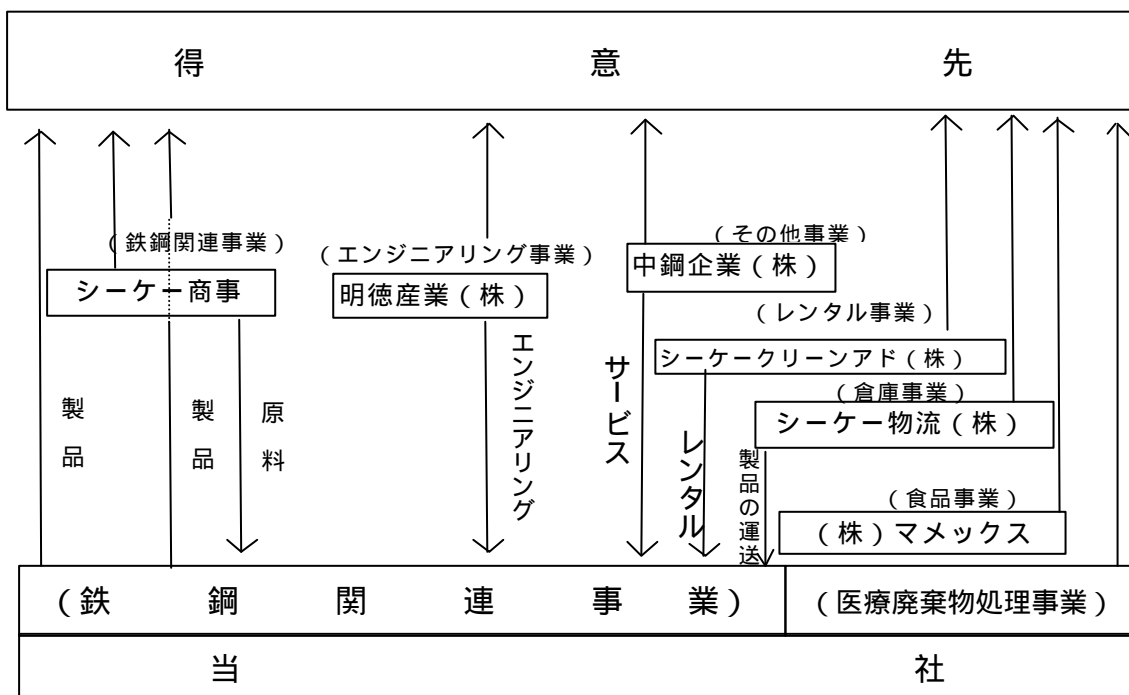 得意先
(鉄鋼関連事業)
シーケー商事
(エンジニアリング事業)
明徳産業(株)
(その他事業)
中鋼企業(株)
(レンタル事業)
シーケークリーンアド(株)
(倉庫事業)
シーケー物流(株)
(食品事業)
(株)マメックス
製品
製品
原料
エンジニアリング
サービス
レンタル
製品の運送
(鉄鋼関連事業)
(医療廃棄物処理事業)
当社